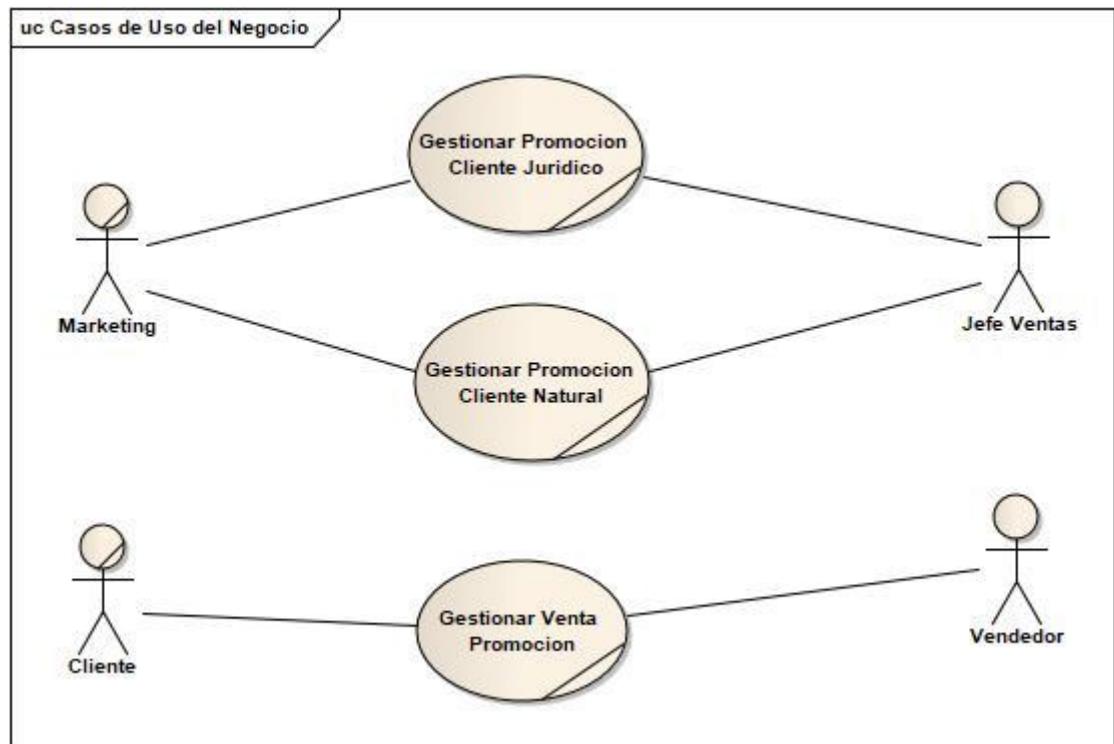 uc Casos de Uso del Negocio
Gestionar Promocion
Cliente Juridico
Marketing
Jefe Ventas
Gestionar Promocion
Cliente Natural
Cliente
Gestionar Venta
Promocion
Vendedor